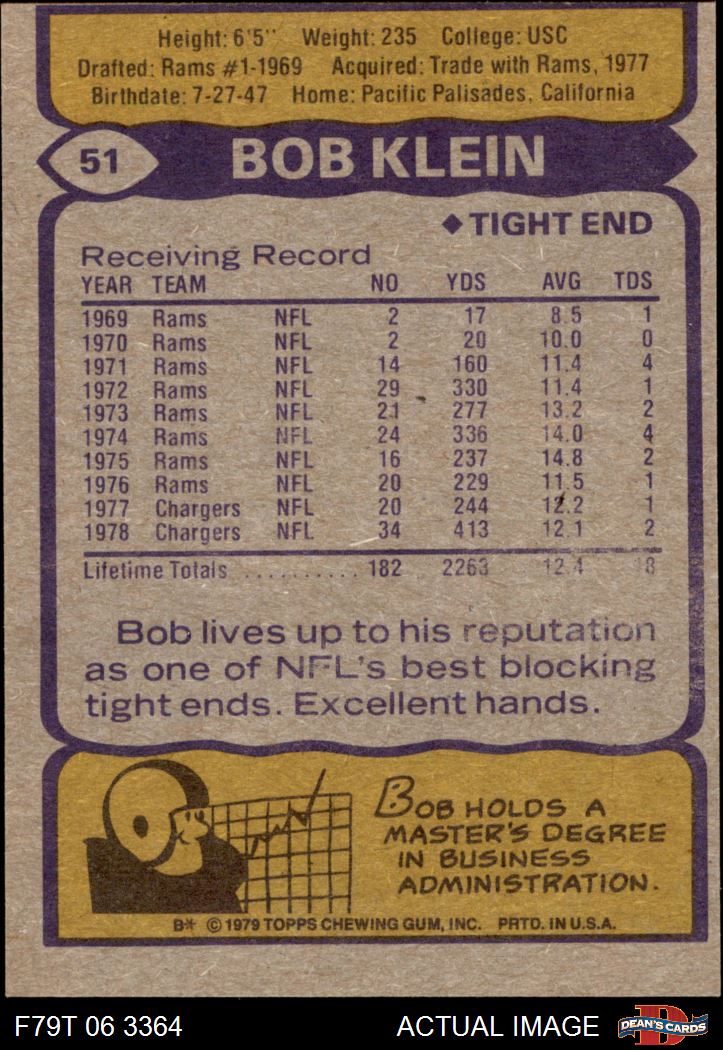 Height: 6'5" Weight: 235 College: USC
Drafted: Rams #1-1969 Acquired: Trade with Rams, 1977
Birthdate: 7-27-47 Home: Pacific Palisades, California
51 BOB KLEIN
◆ TIGHT END
Receiving Record
YEAR TEAM NO YDS AVG TDS
1969 Rams NFL 2 17 8.5 1
1970 Rams NFL 2 20 10.0 0
1971 Rams NFL 14 160 11.4 4
1972 Rams NFL 29 330 11.4 1
1973 Rams NFL 21 277 13.2 2
1974 Rams NFL 24 336 14.0 4
1975 Rams NFL 16 237 14.8 2
1976 Rams NFL 20 229 11.5 1
1977 Chargers NFL 20 244 12.2 1
1978 Chargers NFL 34 413 12.1 2
Lifetime Totals .......... 182 2263 12.4 18
Bob lives up to his reputation
as one of NFL's best blocking
tight ends. Excellent hands.
BOB HOLDS A
MASTER'S DEGREE
IN BUSINESS
ADMINISTRATION.
B* © 1979 TOPPS CHEWING GUM, INC. PRTD. IN U.S.A.
F79T 06 3364 ACTUAL IMAGE DEAN'S CARDS